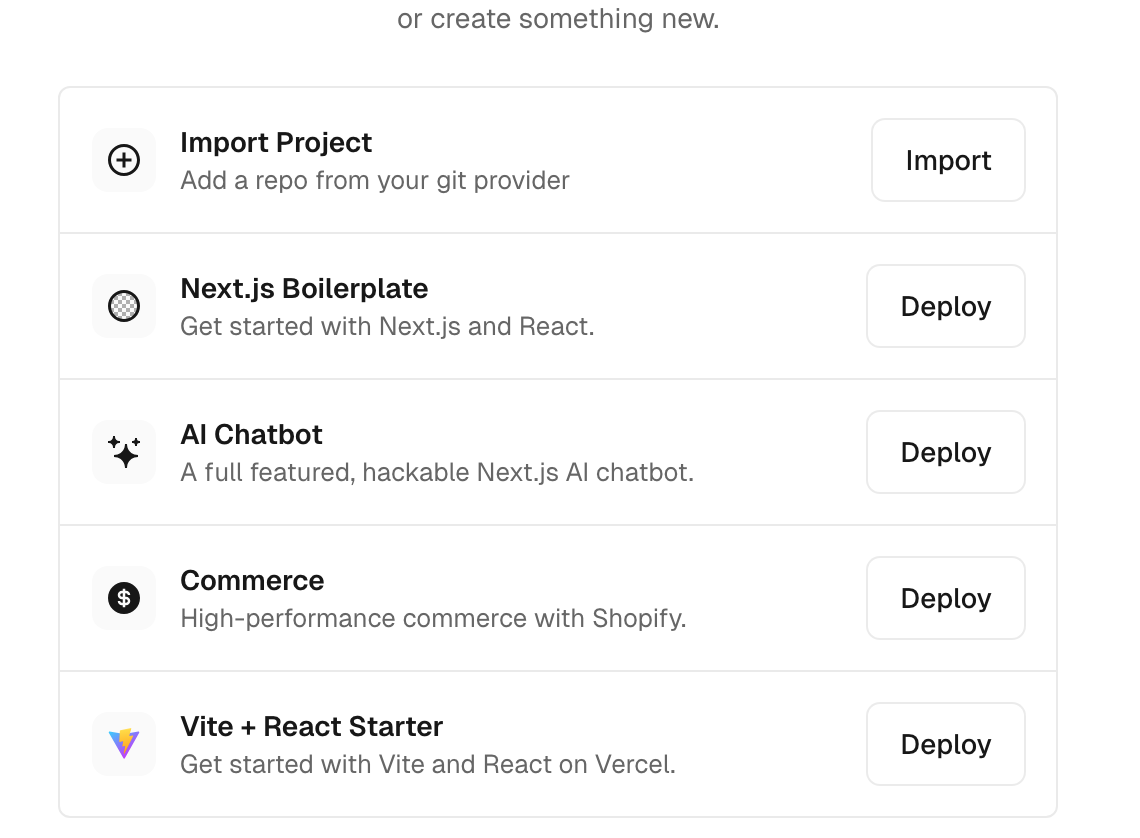 or create something new.
Import Project
Add a repo from your git provider
Import
Next.js Boilerplate
Get started with Next.js and React.
Deploy
AI Chatbot
A full featured, hackable Next.js AI chatbot.
Deploy
Commerce
High-performance commerce with Shopify.
Deploy
Vite + React Starter
Get started with Vite and React on Vercel.
Deploy